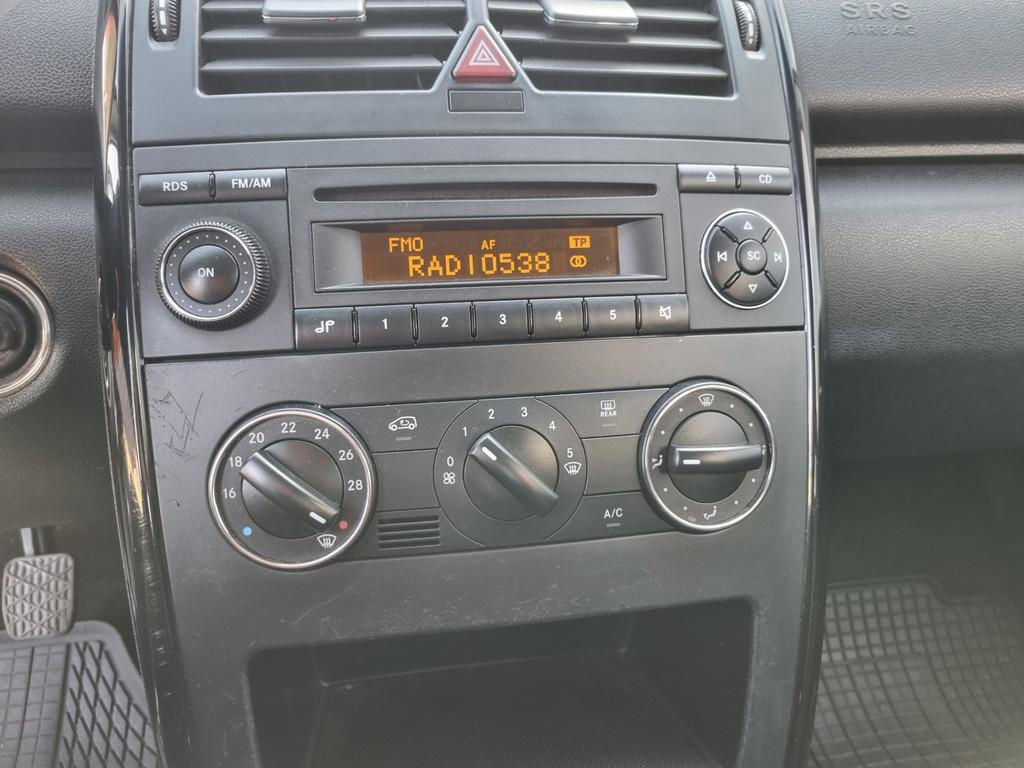 SRS
AIRBAG
RDS FM/AM CD
ON
FM0 AF TP
RADIO538
SC
1 2 3 4 5
16 18 20 22 24 26 28
0 1 2 3 4 5
REAR
A/C